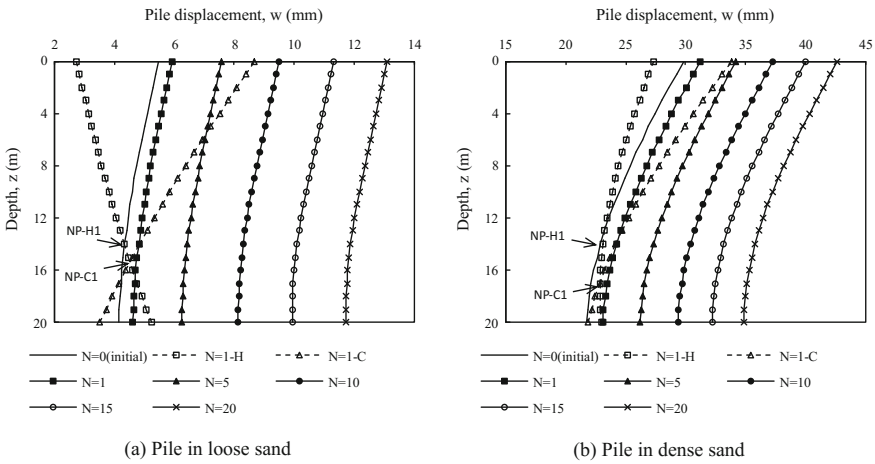 Pile displacement, w (mm)
2 4 6 8 10 12 14
0
4
8
12
16
20
Depth, z (m)
NP-H1
NP-C1
N=0(initial) N=1-H N=1-C
N=1 N=5 N=10
N=15 N=20
(a) Pile in loose sand
Pile displacement, w (mm)
15 20 25 30 35 40 45
0
4
8
12
16
20
Depth, z (m)
NP-H1
NP-C1
N=0(initial) N=1-H N=1-C
N=1 N=5 N=10
N=15 N=20
(b) Pile in dense sand